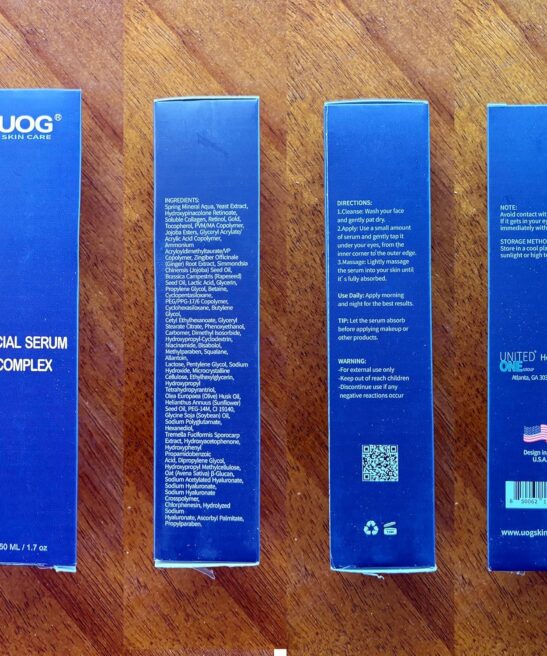 UOG®
SKIN CARE
CIAL SERUM
COMPLEX
50 ML / 1.7 oz
INGREDIENTS:
Spring Mineral Aqua, Yeast Extract,
Hydroxypinacolone Retinoate,
Soluble Collagen, Retinol, Gold,
Tocopherol, PVM/MA Copolymer,
Jojoba Esters, Glyceryl Acrylate/
Acrylic Acid Copolymer,
Ammonium
Acryloyldimethyltaurate/VP
Copolymer, Zingiber Officinale
(Ginger) Root Extract, Simmondsia
Chinensis (Jojoba) Seed Oil,
Brassica Campestris (Rapeseed)
Seed Oil, Lactic Acid, Glycerin,
Propylene Glycol, Betaine,
Cyclopentasiloxane,
PEG/PPG-17/6 Copolymer,
Cyclohexasiloxane, Butylene
Glycol,
Cetyl Ethylhexanoate, Glyceryl
Stearate Citrate, Phenoxyethanol,
Carbomer, Dimethyl Isosorbide,
Hydroxypropyl-Cyclodextrin,
Niacinamide, Bisabolol,
Methylparaben, Squalane,
Allantoin,
Lactose, Pentylene Glycol, Sodium
Hydroxide, Microcrystalline
Cellulose, Ethylhexylglycerin,
Hydroxypropyl
Tetrahydropyrantriol,
Olea Europaea (Olive) Husk Oil,
Helianthus Annuus (Sunflower)
Seed Oil, PEG-14M, CI 19140,
Glycine Soja (Soybean) Oil,
Sodium Polyglutamate,
Hexanediol,
Tremella Fuciformis Sporocarp
Extract, Hydroxyacetophenone,
Hydroxyphenyl
Propamidobenzoic
Acid, Dipropylene Glycol,
Hydroxypropyl Methylcellulose,
Oat (Avena Sativa) β-Glucan,
Sodium Acetylated Hyaluronate,
Sodium Hyaluronate,
Sodium Hyaluronate
Crosspolymer,
Chlorphenesin, Hydrolyzed
Sodium
Hyaluronate, Ascorbyl Palmitate,
Propylparaben.
DIRECTIONS:
1.Cleanse: Wash your face
and gently pat dry.
2.Apply: Use a small amount
of serum and gently tap it
under your eyes, from the
inner corner to the outer edge.
3.Massage: Lightly massage
the serum into your skin until
it's fully absorbed.
Use Daily: Apply morning
and night for the best results.
TIP: Let the serum absorb
before applying makeup or
other products.
WARNING:
-For external use only
-Keep out of reach children
-Discontinue use if any
negative reactions occur
NOTE:
Avoid contact wit
If it gets in your eye
immediately with
STORAGE METHO
Store in a cool pla
sunlight or high te
UNITED
ONE GROUP
Atlanta, GA 303
Design in
U.S.A.
8 50062 1
www.uogskin